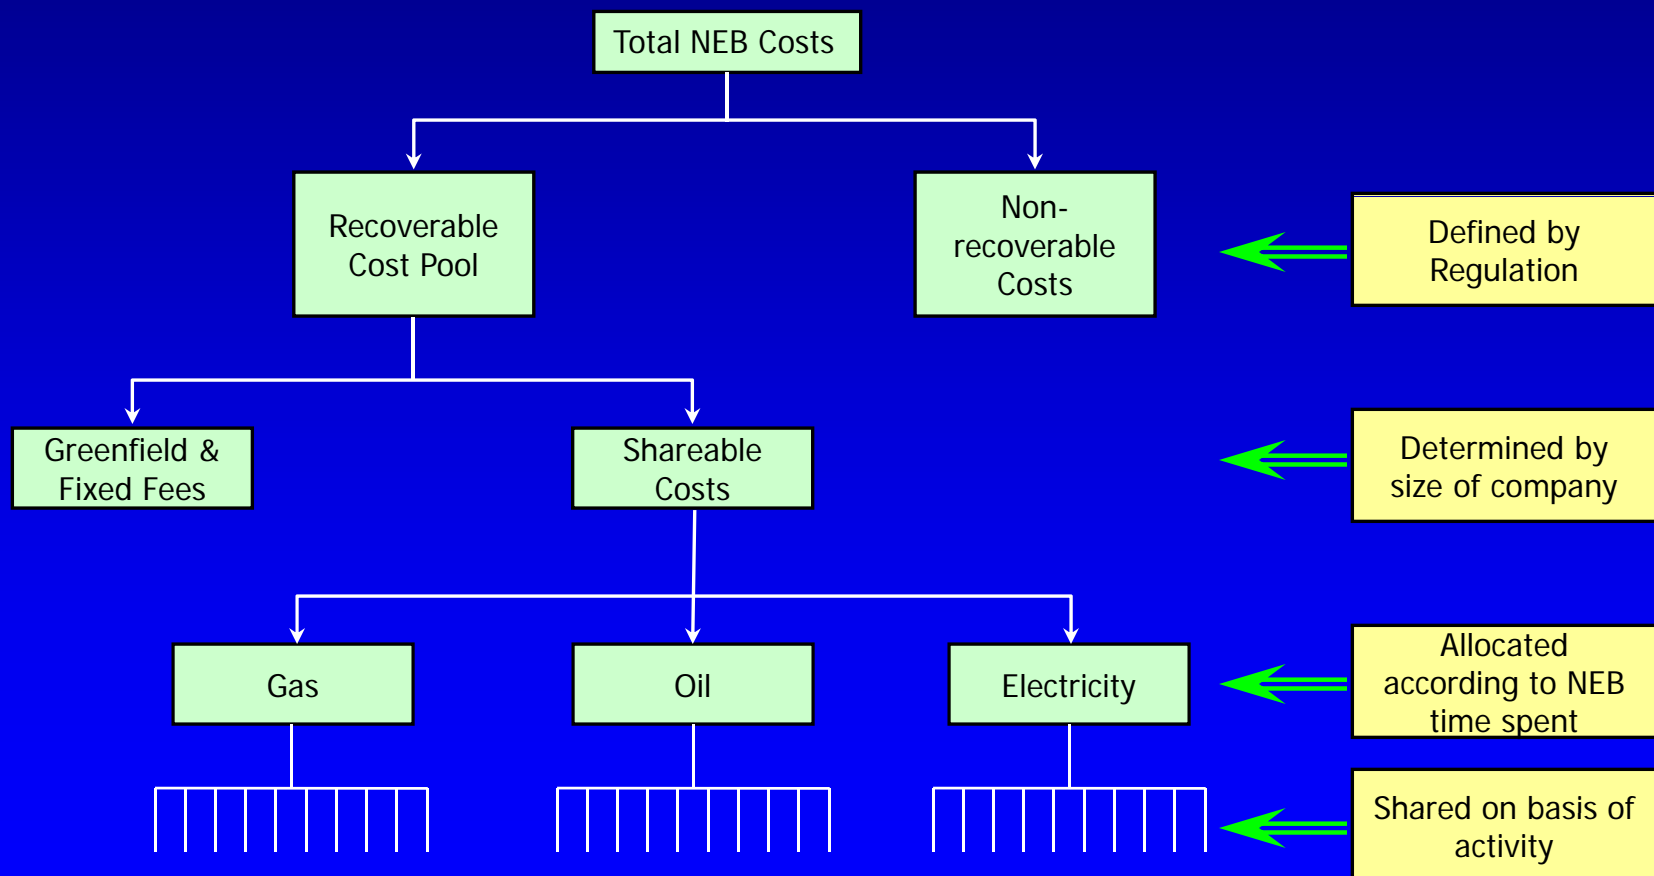 Total NEB Costs
Recoverable
Cost Pool
Non-
recoverable
Costs
Defined by
Regulation
Greenfield &
Fixed Fees
Shareable
Costs
Determined by
size of company
Gas
Oil
Electricity
Allocated
according to NEB
time spent
Shared on basis of
activity